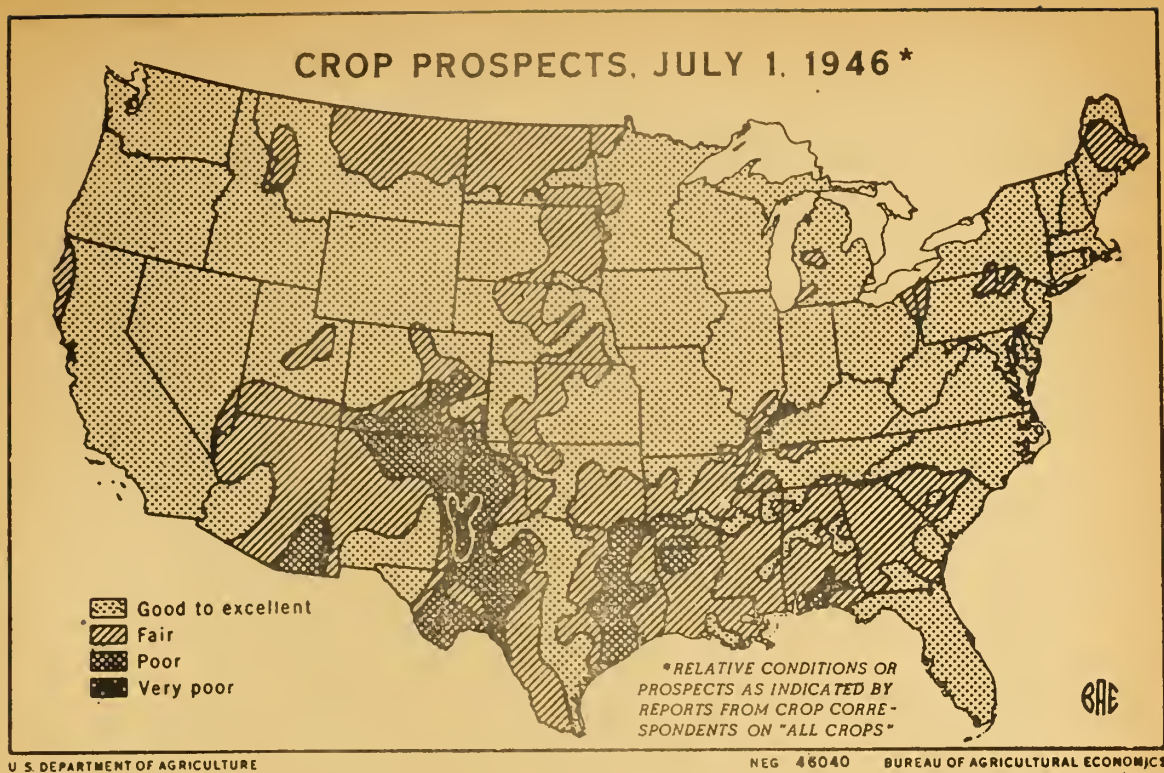 CROP PROSPECTS, JULY 1, 1946*
Good to excellent
Fair
Poor
Very poor
*RELATIVE CONDITIONS OR
PROSPECTS AS INDICATED BY
REPORTS FROM CROP CORRE-
SPONDENTS ON "ALL CROPS"
BAE
U. S. DEPARTMENT OF AGRICULTURE
NEG 46040 BUREAU OF AGRICULTURAL ECONOMICS